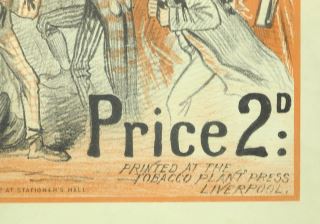 Price 2D:
PRINTED AT THE
TOBACCO PLANT PRESS
LIVERPOOL.
AT STATIONER'S HALL